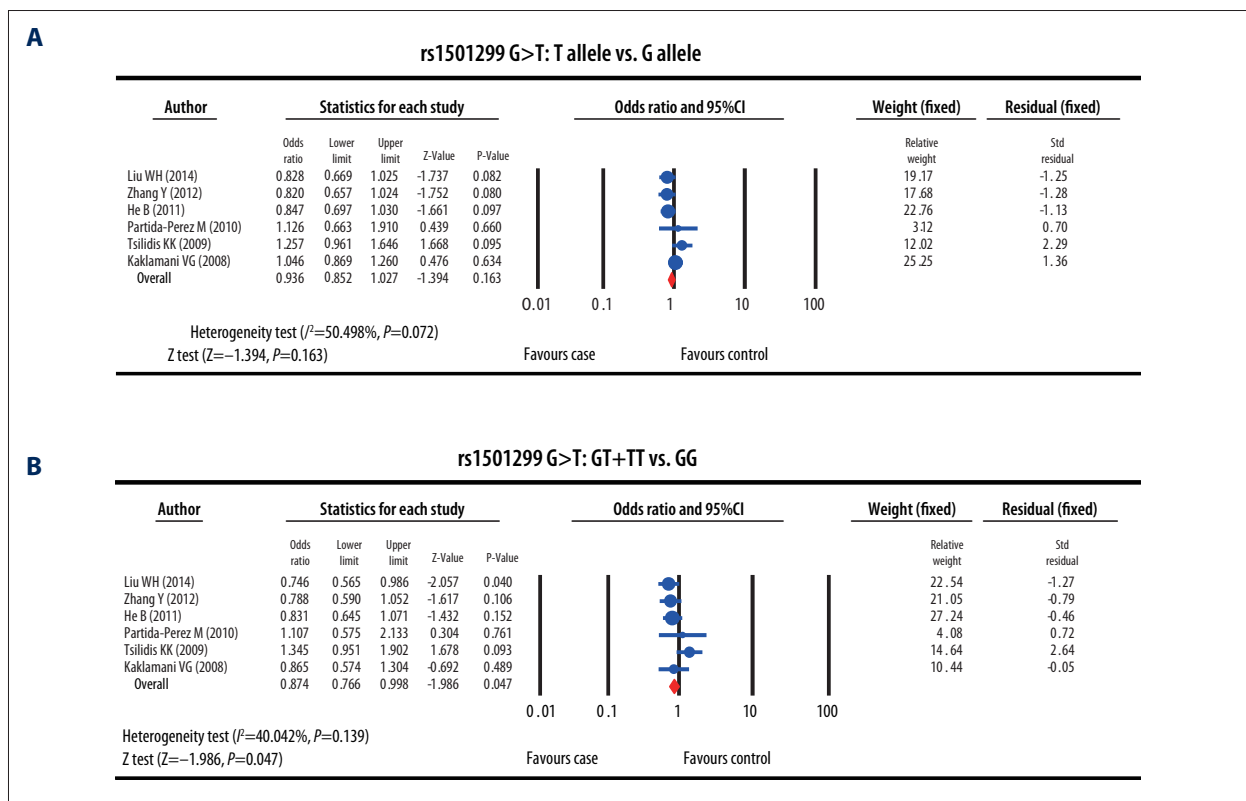 A
rs1501299 G>T: T allele vs. G allele
Author Statistics for each study Odds ratio and 95%CI Weight (fixed) Residual (fixed)
Odds ratio Lower limit Upper limit Z-Value P-Value Relative weight Std residual
Liu WH (2014) 0.828 0.669 1.025 -1.737 0.082 19.17 -1.25
Zhang Y (2012) 0.820 0.657 1.024 -1.752 0.080 17.68 -1.28
He B (2011) 0.847 0.697 1.030 -1.661 0.097 22.76 -1.13
Partida-Perez M (2010) 1.126 0.663 1.910 0.439 0.660 3.12 0.70
Tsilidis KK (2009) 1.257 0.961 1.646 1.668 0.095 12.02 2.29
Kaklamani VG (2008) 1.046 0.869 1.260 0.476 0.634 25.25 1.36
Overall 0.936 0.852 1.027 -1.394 0.163
0.01 0.1 1 10 100
Heterogeneity test (I²=50.498%, P=0.072)
Z test (Z=−1.394, P=0.163) Favours case Favours control
B
rs1501299 G>T: GT+TT vs. GG
Author Statistics for each study Odds ratio and 95%CI Weight (fixed) Residual (fixed)
Odds ratio Lower limit Upper limit Z-Value P-Value Relative weight Std residual
Liu WH (2014) 0.746 0.565 0.986 -2.057 0.040 22.54 -1.27
Zhang Y (2012) 0.788 0.590 1.052 -1.617 0.106 21.05 -0.79
He B (2011) 0.831 0.645 1.071 -1.432 0.152 27.24 -0.46
Partida-Perez M (2010) 1.107 0.575 2.133 0.304 0.761 4.08 0.72
Tsilidis KK (2009) 1.345 0.951 1.902 1.678 0.093 14.64 2.64
Kaklamani VG (2008) 0.865 0.574 1.304 -0.692 0.489 10.44 -0.05
Overall 0.874 0.766 0.998 -1.986 0.047
0.01 0.1 1 10 100
Heterogeneity test (I²=40.042%, P=0.139)
Z test (Z=−1.986, P=0.047) Favours case Favours control